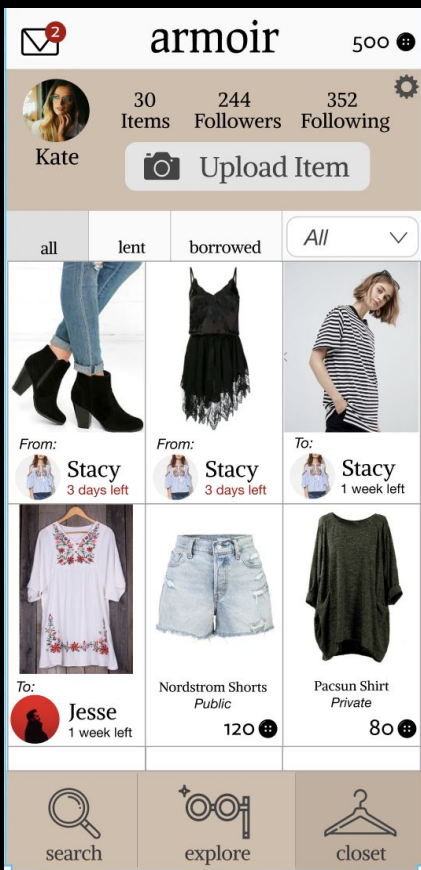 2
armoir
500
30 244 352
Items Followers Following
Kate
Upload Item
all lent borrowed All
From: From: To:
Stacy Stacy Stacy
3 days left 3 days left 1 week left
To:
Jesse
1 week left
Nordstrom Shorts
Public
120
Pacsun Shirt
Private
80
search explore closet